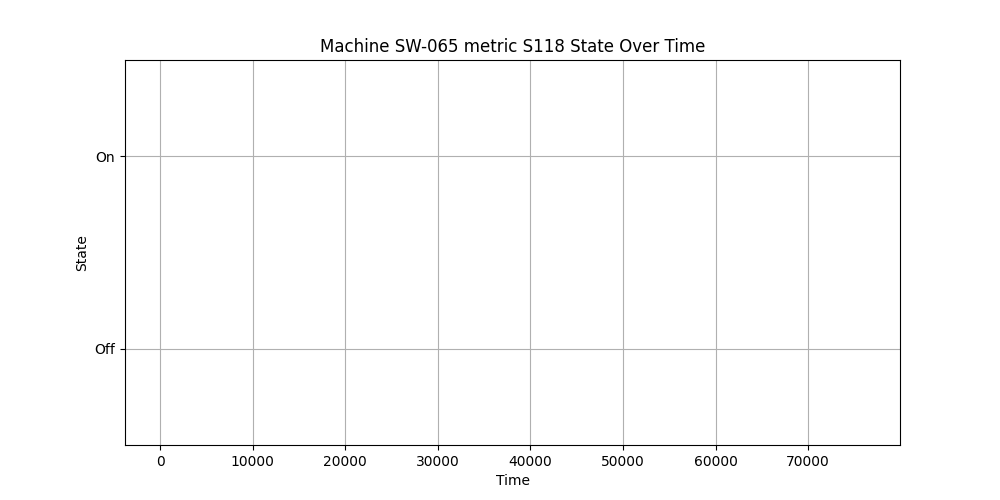 Machine SW-065 metric S118 State Over Time
On
State
Off
0 10000 20000 30000 40000 50000 60000 70000
Time